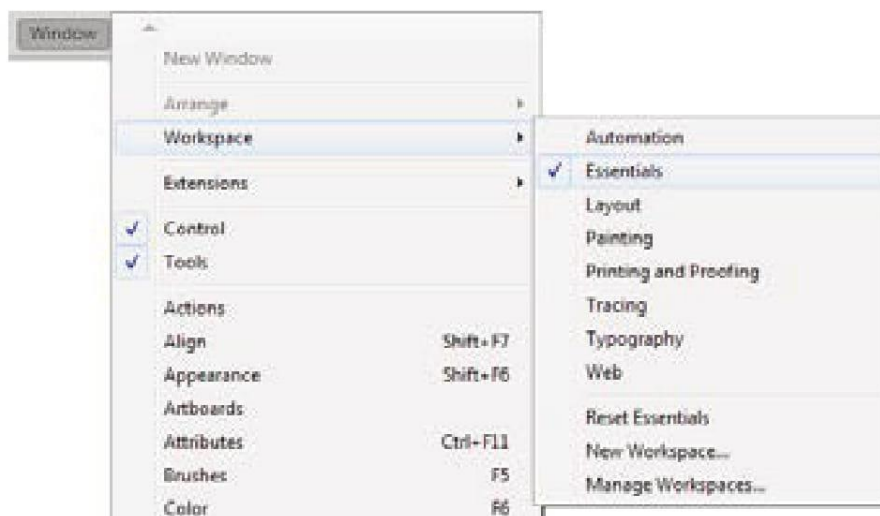 Window
New Window
Arrange
Workspace
Extensions
Control
Tools
Actions
Align Shift+F7
Appearance Shift+F6
Artboards
Attributes Ctrl+F11
Brushes F5
Color F6
Automation
Essentials
Layout
Painting
Printing and Proofing
Tracing
Typography
Web
Reset Essentials
New Workspace...
Manage Workspaces...